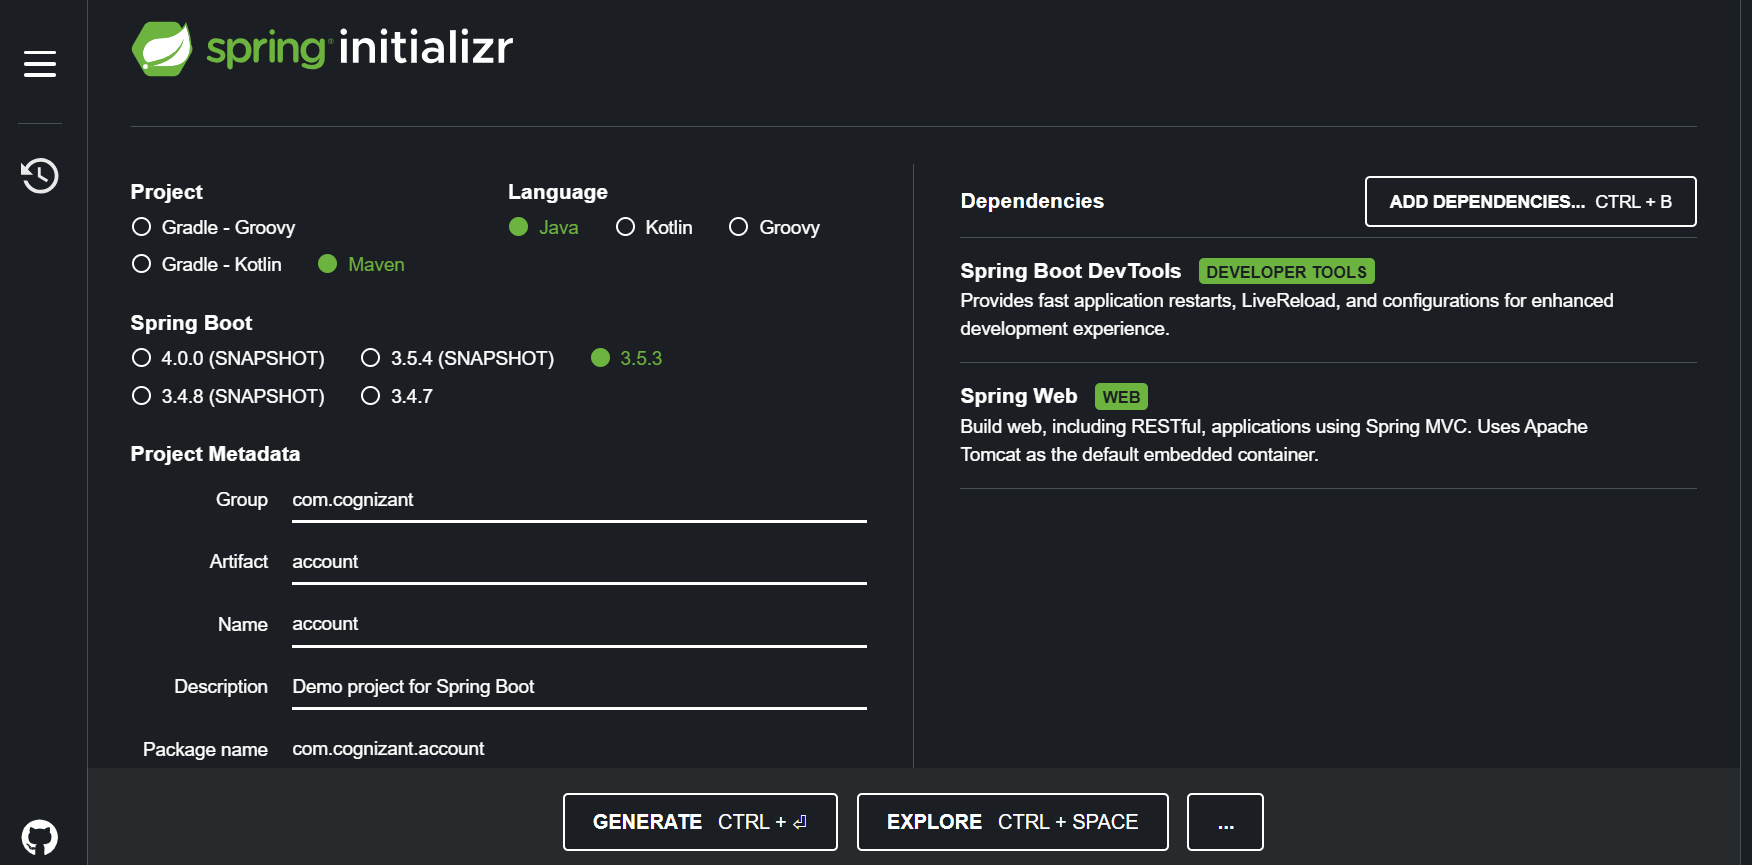 spring initializr
Project
Gradle - Groovy
Gradle - Kotlin Maven
Language
Java Kotlin Groovy
Spring Boot
4.0.0 (SNAPSHOT) 3.5.4 (SNAPSHOT) 3.5.3
3.4.8 (SNAPSHOT) 3.4.7
Project Metadata
Group com.cognizant
Artifact account
Name account
Description Demo project for Spring Boot
Package name com.cognizant.account
Dependencies
ADD DEPENDENCIES... CTRL + B
Spring Boot DevTools DEVELOPER TOOLS
Provides fast application restarts, LiveReload, and configurations for enhanced
development experience.
Spring Web WEB
Build web, including RESTful, applications using Spring MVC. Uses Apache
Tomcat as the default embedded container.
GENERATE CTRL + ⏎
EXPLORE CTRL + SPACE
...